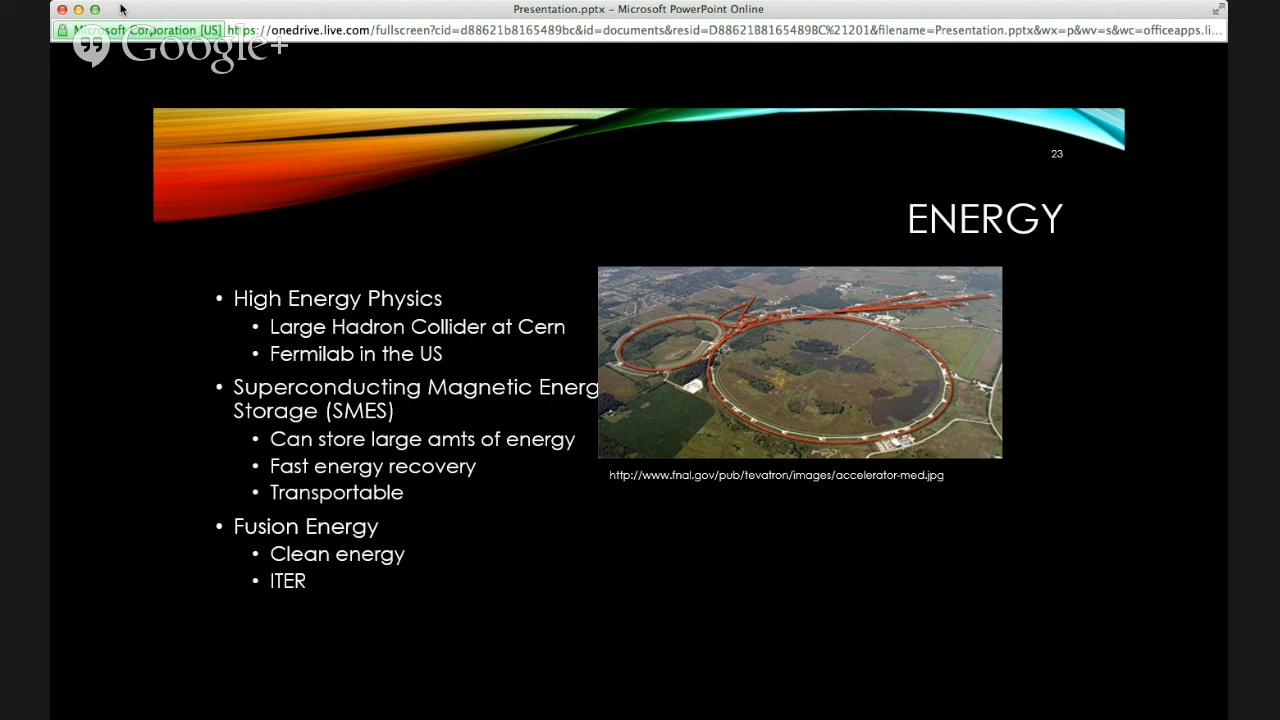 Presentation.pptx – Microsoft PowerPoint Online
Microsoft Corporation [US] https://onedrive.live.com/fullscreen?cid=d88621b8165489bc&id=documents&resid=D88621B8165489BC%21201&filename=Presentation.pptx&wx=p&wv=s&wc=officeapps.li...
Google+
23
ENERGY
• High Energy Physics
• Large Hadron Collider at Cern
• Fermilab in the US
• Superconducting Magnetic Energ
Storage (SMES)
• Can store large amts of energy
• Fast energy recovery
• Transportable
• Fusion Energy
• Clean energy
• ITER
http://www.fnal.gov/pub/tevatron/images/accelerator-med.jpg